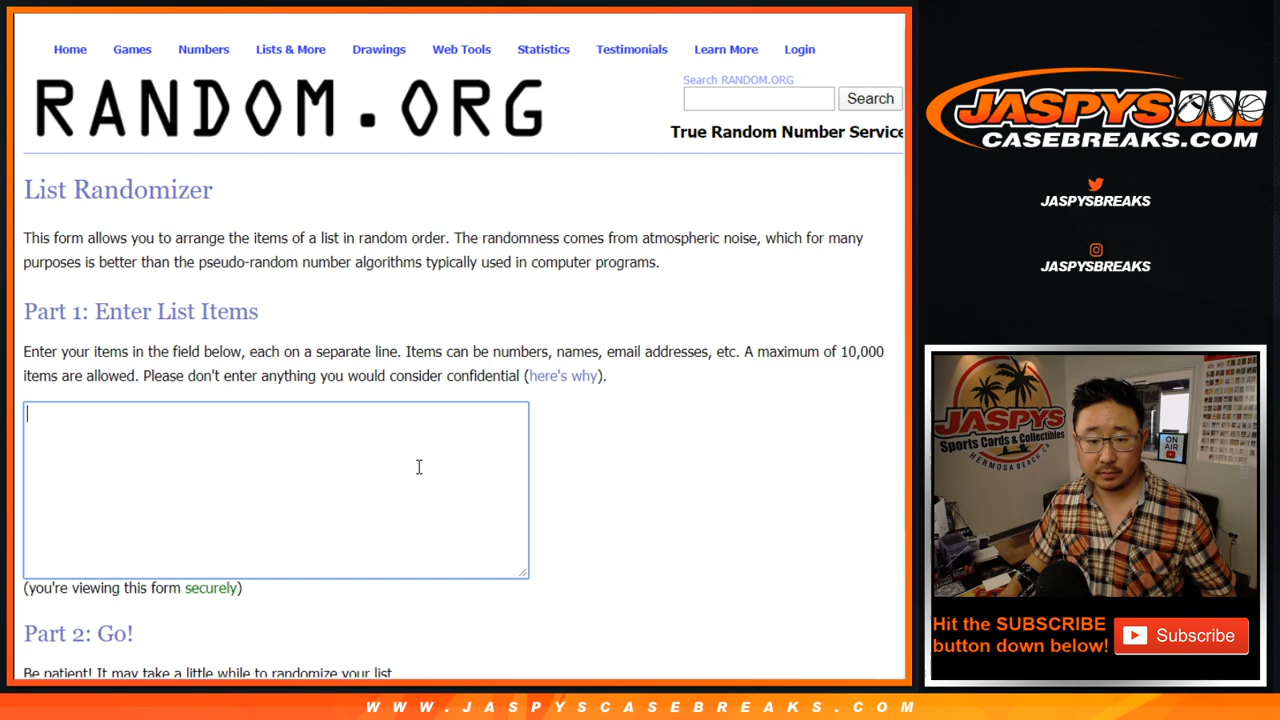 Home Games Numbers Lists & More Drawings Web Tools Statistics Testimonials Learn More Login
RANDOM.ORG
Search RANDOM.ORG
Search
True Random Number Service
List Randomizer
This form allows you to arrange the items of a list in random order. The randomness comes from atmospheric noise, which for many
purposes is better than the pseudo-random number algorithms typically used in computer programs.
Part 1: Enter List Items
Enter your items in the field below, each on a separate line. Items can be numbers, names, email addresses, etc. A maximum of 10,000
items are allowed. Please don't enter anything you would consider confidential (here's why).
(you're viewing this form securely)
Part 2: Go!
Be patient! It may take a little while to randomize your list
JASPYS
CASEBREAKS.COM
JASPYSBREAKS
JASPYSBREAKS
JASPYS
Sports Cards & Collectibles
HERMOSA BEACH, CA
ON
AIR
Hit the SUBSCRIBE
button down below!
Subscribe
WWW.JASPYSCASEBREAKS.COM